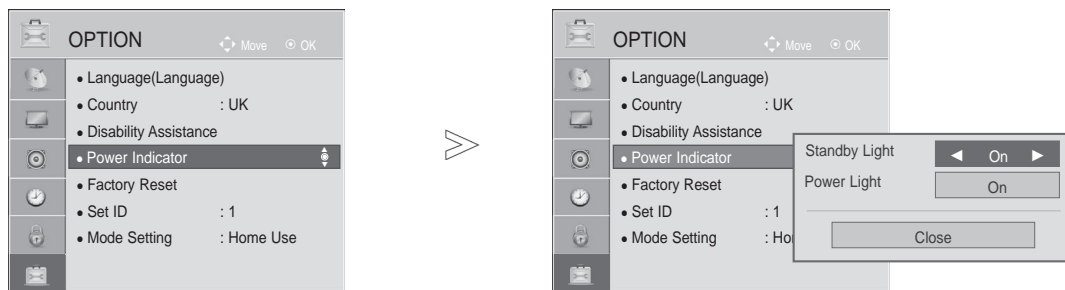 OPTION
Move
OK
Language(Language)
Country : UK
Disability Assistance
Power Indicator
Factory Reset
Set ID : 1
Mode Setting : Home Use
OPTION
Move
OK
Language(Language)
Country : UK
Disability Assistance
Power Indicator
Factory Reset
Set ID : 1
Mode Setting : Ho
Standby Light ◄ On ►
Power Light On
Close